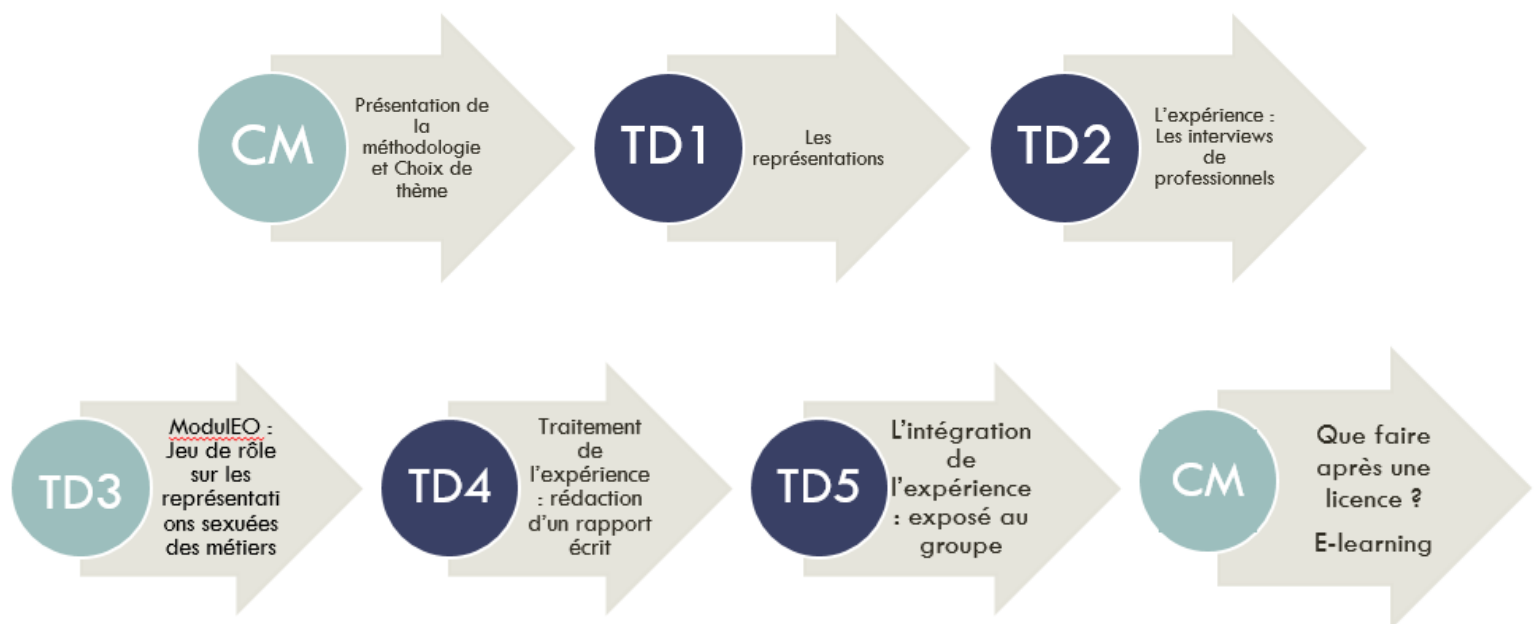 CM
Présentation de
la
méthodologie
et Choix de
thème
TD1
Les
représentations
TD2
L'expérience :
Les interviews
de
professionnels
TD3
ModulEO :
Jeu de rôle
sur les
représentati
ons sexuées
des métiers
TD4
Traitement
de
l'expérience
: rédaction
d'un rapport
écrit
TD5
L'intégration
de
l'expérience
: exposé au
groupe
CM
Que faire
après une
licence ?
E-learning